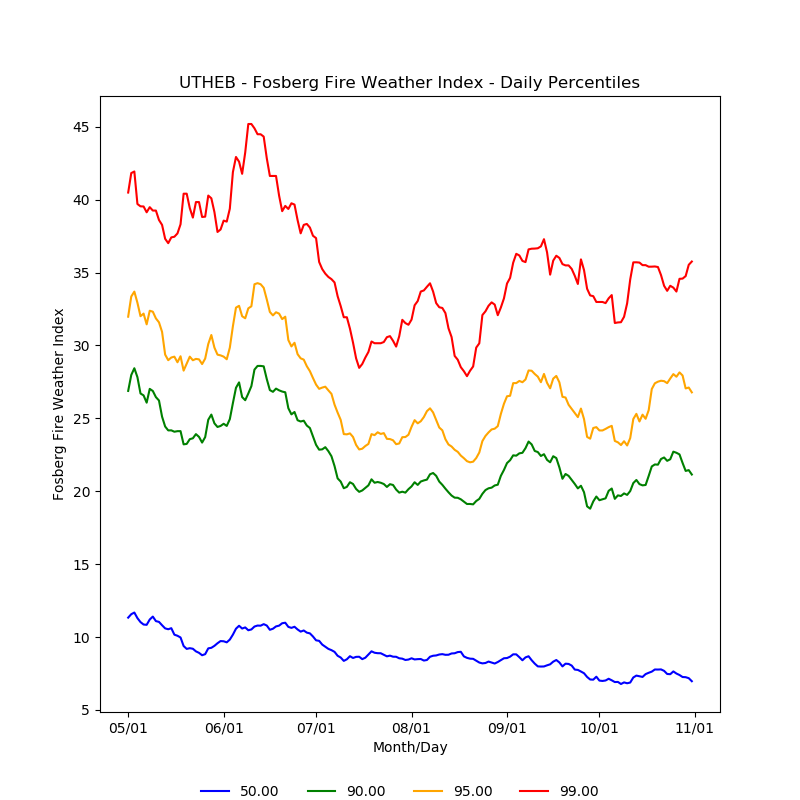 UTHEB - Fosberg Fire Weather Index - Daily Percentiles
45
40
35
30
25
20
15
10
5
Fosberg Fire Weather Index
05/01 06/01 07/01 08/01 09/01 10/01 11/01
Month/Day
50.00 90.00 95.00 99.00